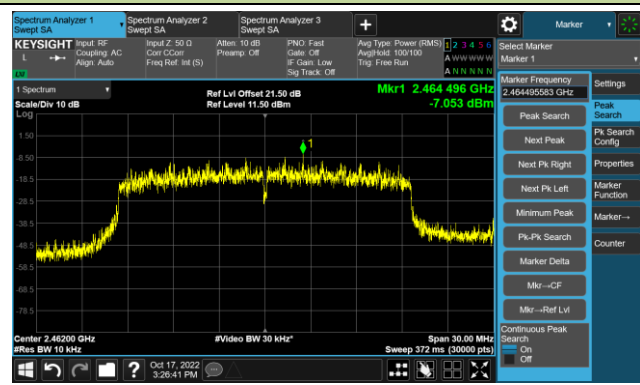 Spectrum Analyzer 1
Swept SA
Spectrum Analyzer 2
Swept SA
Spectrum Analyzer 3
Swept SA
+
Marker
KEYSIGHT
L
Input: RF
Coupling: AC
Align: Auto
Input Z: 50 Ω
Corr CCorr
Freq Ref: Int (S)
Atten: 10 dB
Preamp: Off
PNO: Fast
Gate: Off
IF Gain: Low
Sig Track: Off
Avg Type: Power (RMS)
Avg|Hold: 100/100
Trig: Free Run
1 2 3 4 5 6
A W W W W W
A N N N N N
Select Marker
Marker 1
1 Spectrum
Scale/Div 10 dB
Log
Ref Lvl Offset 21.50 dB
Ref Level 11.50 dBm
Mkr1 2.464 496 GHz
-7.053 dBm
1
1.50
-8.50
-18.5
-28.5
-38.5
-48.5
-58.5
-68.5
-78.5
Center 2.46200 GHz
#Res BW 10 kHz
#Video BW 30 kHz*
Span 30.00 MHz
Sweep 372 ms (30000 pts)
Marker Frequency
2.464495583 GHz
Peak Search
Next Peak
Next Pk Right
Next Pk Left
Minimum Peak
Pk-Pk Search
Marker Delta
Mkr→CF
Mkr→Ref Lvl
Continuous Peak
Search
On
Off
Settings
Peak
Search
Pk Search
Config
Properties
Marker
Function
Marker→
Counter
?
Oct 17, 2022
3:26:41 PM